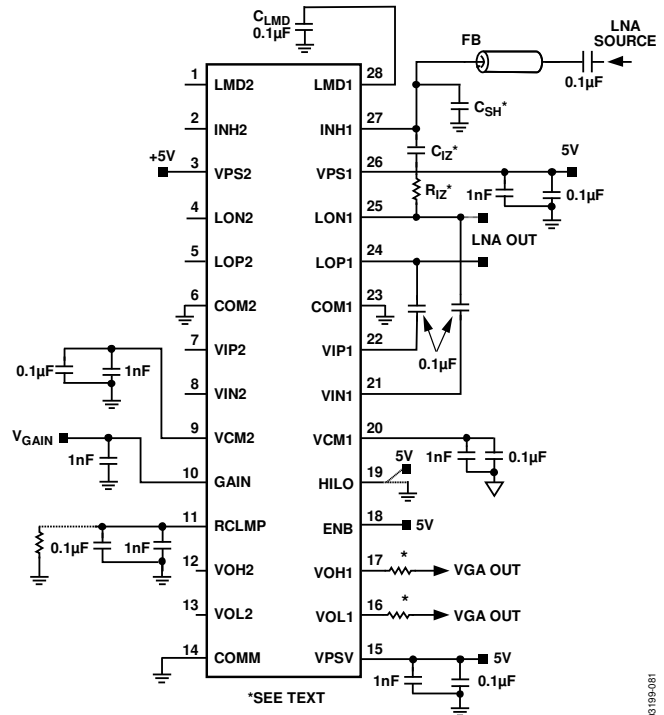 CLMD
0.1µF
FB
LNA
SOURCE
0.1µF
1 LMD2
LMD1 28
CSH*
2 INH2
INH1 27
CIZ*
+5V
3 VPS2
VPS1 26
5V
RIZ*
1nF
0.1µF
4 LON2
LON1 25
LNA OUT
5 LOP2
LOP1 24
6 COM2
COM1 23
7 VIP2
VIP1 22
0.1µF
0.1µF
1nF
8 VIN2
VIN1 21
9 VCM2
VCM1 20
VGAIN
1nF
1nF
0.1µF
10 GAIN
HILO 19
5V
11 RCLMP
ENB 18
5V
0.1µF
1nF
12 VOH2
VOH1 17
*
VGA OUT
13 VOL2
VOL1 16
*
VGA OUT
14 COMM
VPSV 15
5V
1nF
0.1µF
*SEE TEXT
03199-081